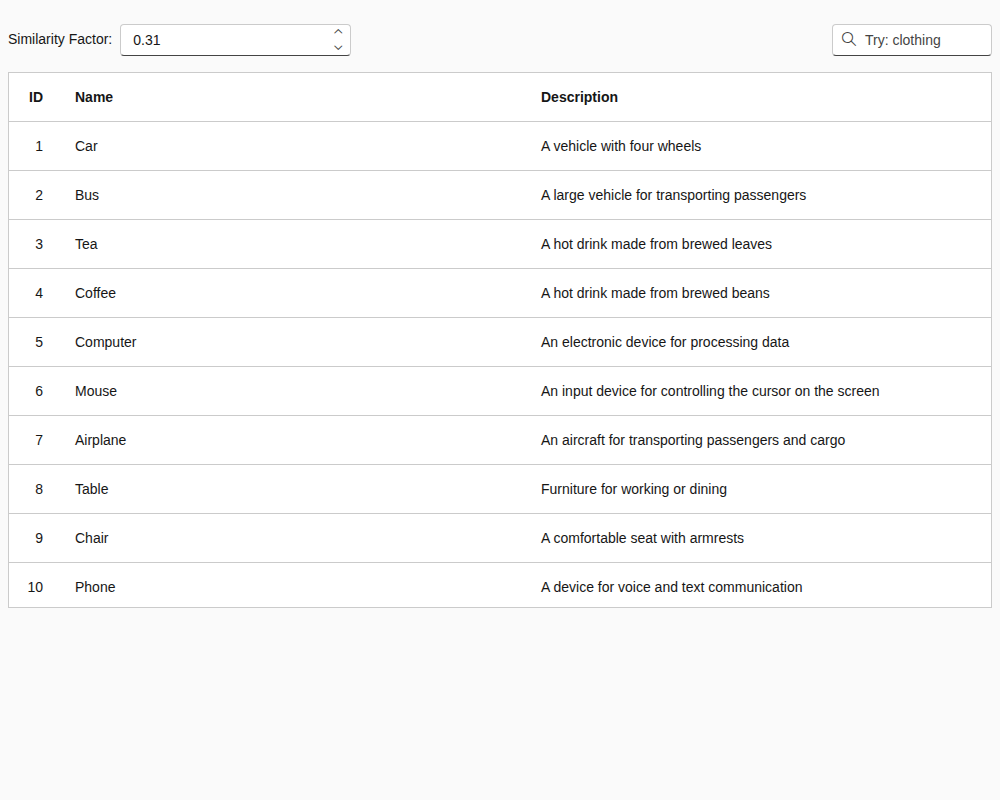 Similarity Factor: 0.31 Try: clothing
ID Name Description
1 Car A vehicle with four wheels
2 Bus A large vehicle for transporting passengers
3 Tea A hot drink made from brewed leaves
4 Coffee A hot drink made from brewed beans
5 Computer An electronic device for processing data
6 Mouse An input device for controlling the cursor on the screen
7 Airplane An aircraft for transporting passengers and cargo
8 Table Furniture for working or dining
9 Chair A comfortable seat with armrests
10 Phone A device for voice and text communication